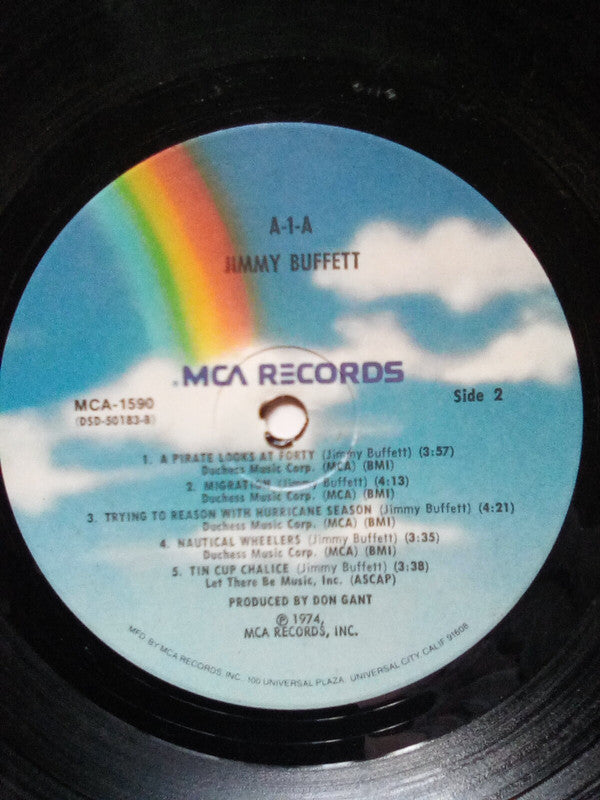 A-1-A
JIMMY BUFFETT
MCA RECORDS
MCA-1590
(DSD-50183-B)
Side 2
1. A PIRATE LOOKS AT FORTY (Jimmy Buffett) (3:57)
Duchess Music Corp. (MCA) (BMI)
2. MIGRATION (Jimmy Buffett) (4:13)
Duchess Music Corp. (MCA) (BMI)
3. TRYING TO REASON WITH HURRICANE SEASON (Jimmy Buffett) (4:21)
Duchess Music Corp. (MCA) (BMI)
4. NAUTICAL WHEELERS (Jimmy Buffett) (3:35)
Duchess Music Corp. (MCA) (BMI)
5. TIN CUP CHALICE (Jimmy Buffett) (3:38)
Let There Be Music, Inc. (ASCAP)
PRODUCED BY DON GANT
℗ 1974,
MCA RECORDS, INC.
MFD. BY MCA RECORDS, INC. 100 UNIVERSAL PLAZA, UNIVERSAL CITY, CALIF 91608